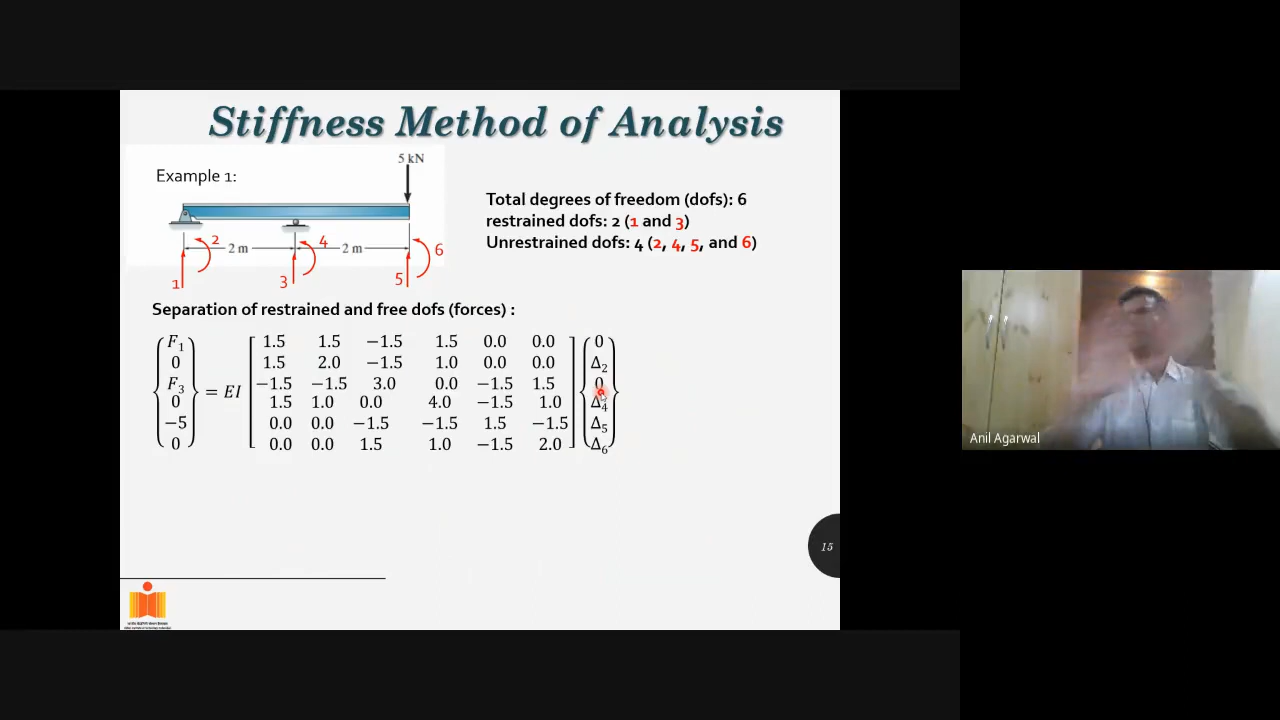 Stiffness Method of Analysis
Example 1:
5 kN
2 m
2 m
1
2
3
4
5
6
Total degrees of freedom (dofs): 6
restrained dofs: 2 (1 and 3)
Unrestrained dofs: 4 (2, 4, 5, and 6)
Separation of restrained and free dofs (forces) :
F₁ 1.5 1.5 −1.5 1.5 0.0 0.0 0
0 1.5 2.0 −1.5 1.0 0.0 0.0 Δ₂
F₃ = EI −1.5 −1.5 3.0 0.0 −1.5 1.5 0
0 1.5 1.0 0.0 4.0 −1.5 1.0 Δ₄
−5 0.0 0.0 −1.5 −1.5 1.5 −1.5 Δ₅
0 0.0 0.0 1.5 1.0 −1.5 2.0 Δ₆
15
Anil Agarwal